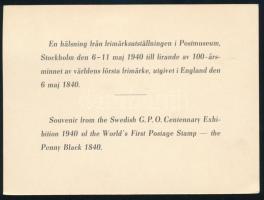 En hälsning från frimärksutställningen i Postmuseum,
Stockholm den 6-11 maj 1940 till firande av 100-års-
minnet av världens första frimärke, utgivet i England den
6 maj 1840.
Souvenir from the Swedish G.P.O. Centennary Exhi-
bition 1940 of the World's First Postage Stamp — the
Penny Black 1840.